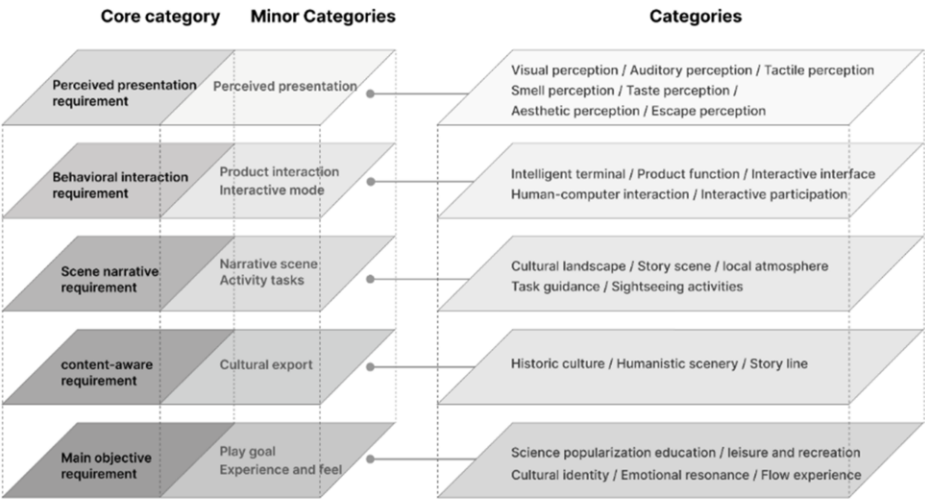 Core category Minor Categories Categories
Perceived presentation
requirement
Perceived presentation
Visual perception / Auditory perception / Tactile perception
Smell perception / Taste perception /
Aesthetic perception / Escape perception
Behavioral interaction
requirement
Product interaction
Interactive mode
Intelligent terminal / Product function / Interactive interface
Human-computer interaction / Interactive participation
Scene narrative
requirement
Narrative scene
Activity tasks
Cultural landscape / Story scene / local atmosphere
Task guidance / Sightseeing activities
content-aware
requirement
Cultural export
Historic culture / Humanistic scenery / Story line
Main objective
requirement
Play goal
Experience and feel
Science popularization education / leisure and recreation
Cultural identity / Emotional resonance / Flow experience